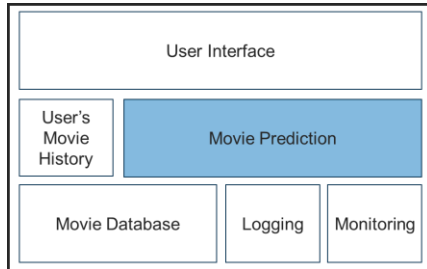 User Interface
User's
Movie
History
Movie Prediction
Movie Database
Logging
Monitoring